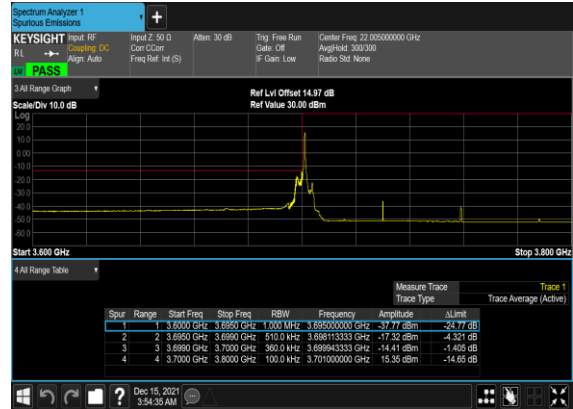 Spectrum Analyzer 1
Spurious Emissions
KEYSIGHT Input: RF Input Z: 50 Ω Atten: 30 dB Trig: Free Run Center Freq: 22.005000000 GHz
RL Coupling: DC Corr CCorr Gate: Off Avg|Hold: 300/300
Align: Auto Freq Ref: Int (S) IF Gain: Low Radio Std: None
PASS
3 All Range Graph
Ref Lvl Offset 14.97 dB
Scale/Div 10.0 dB Ref Value 30.00 dBm
Log
20.0
10.0
0.00
-10.0
-20.0
-30.0
-40.0
-50.0
-60.0
Start 3.600 GHz Stop 3.800 GHz
4 All Range Table
Measure Trace Trace 1
Trace Type Trace Average (Active)
Spur Range Start Freq Stop Freq RBW Frequency Amplitude ΔLimit
1 1 3.6000 GHz 3.6950 GHz 1.000 MHz 3.695000000 GHz -37.77 dBm -24.77 dB
2 2 3.6950 GHz 3.6990 GHz 510.0 kHz 3.698113333 GHz -17.32 dBm -4.321 dB
3 3 3.6990 GHz 3.7000 GHz 360.0 kHz 3.699943333 GHz -14.41 dBm -1.405 dB
4 4 3.7000 GHz 3.8000 GHz 100.0 kHz 3.701000000 GHz 15.35 dBm -14.65 dB
? Dec 15, 2021
3:54:35 AM